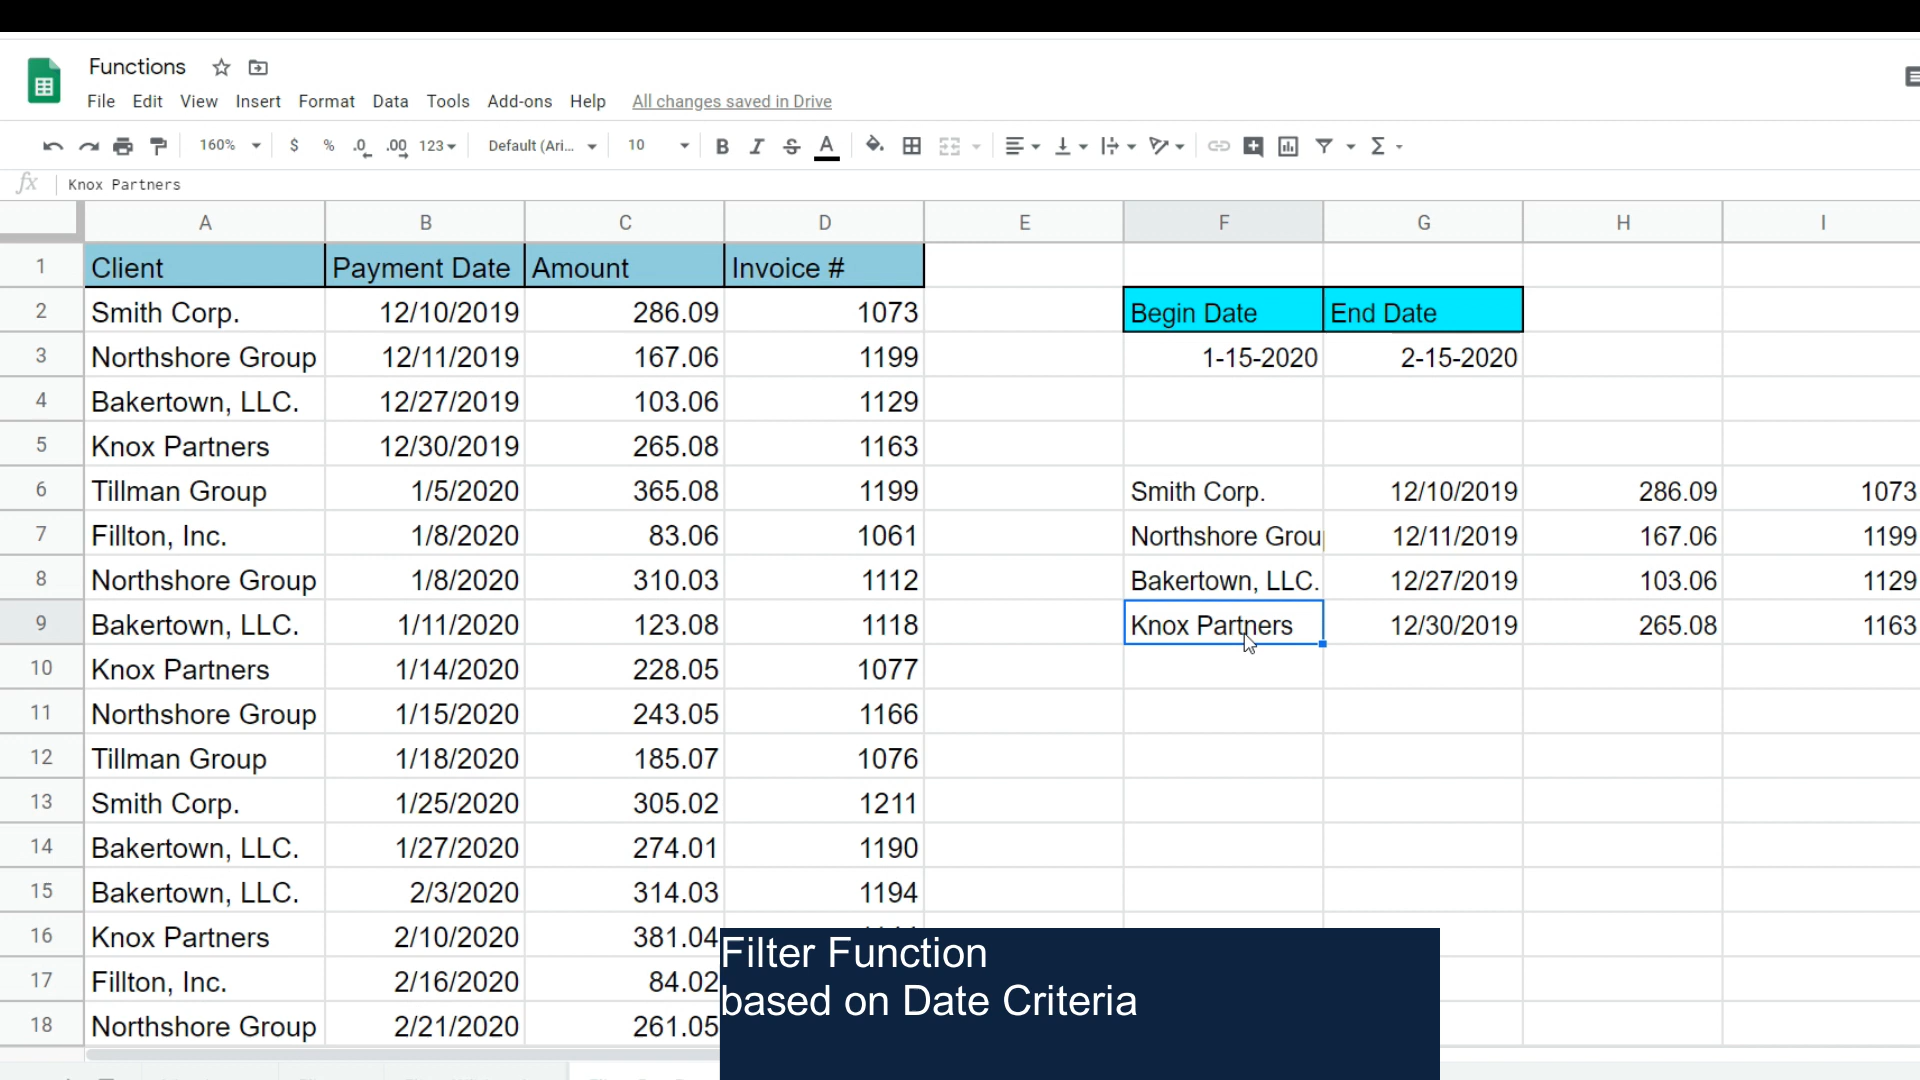 Functions
File Edit View Insert Format Data Tools Add-ons Help All changes saved in Drive
160% $ % .0 .00 123 Default (Ari... 10 B I S A
fx Knox Partners
A B C D E F G H I
1 Client Payment Date Amount Invoice #
2 Smith Corp. 12/10/2019 286.09 1073 Begin Date End Date
3 Northshore Group 12/11/2019 167.06 1199 1-15-2020 2-15-2020
4 Bakertown, LLC. 12/27/2019 103.06 1129
5 Knox Partners 12/30/2019 265.08 1163
6 Tillman Group 1/5/2020 365.08 1199 Smith Corp. 12/10/2019 286.09 1073
7 Fillton, Inc. 1/8/2020 83.06 1061 Northshore Grou 12/11/2019 167.06 1199
8 Northshore Group 1/8/2020 310.03 1112 Bakertown, LLC. 12/27/2019 103.06 1129
9 Bakertown, LLC. 1/11/2020 123.08 1118 Knox Partners 12/30/2019 265.08 1163
10 Knox Partners 1/14/2020 228.05 1077
11 Northshore Group 1/15/2020 243.05 1166
12 Tillman Group 1/18/2020 185.07 1076
13 Smith Corp. 1/25/2020 305.02 1211
14 Bakertown, LLC. 1/27/2020 274.01 1190
15 Bakertown, LLC. 2/3/2020 314.03 1194
16 Knox Partners 2/10/2020 381.04
17 Fillton, Inc. 2/16/2020 84.02
18 Northshore Group 2/21/2020 261.05
Filter Function
based on Date Criteria